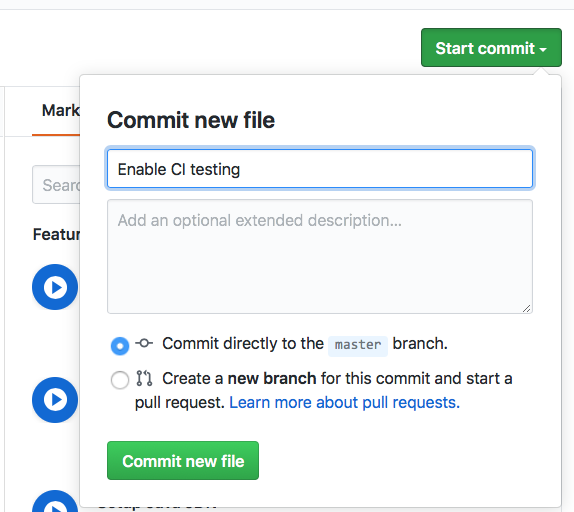 Start commit
Mark
Commit new file
Enable CI testing
Sear
Add an optional extended description...
Featur
Commit directly to the master branch.
Create a new branch for this commit and start a
pull request. Learn more about pull requests.
Commit new file